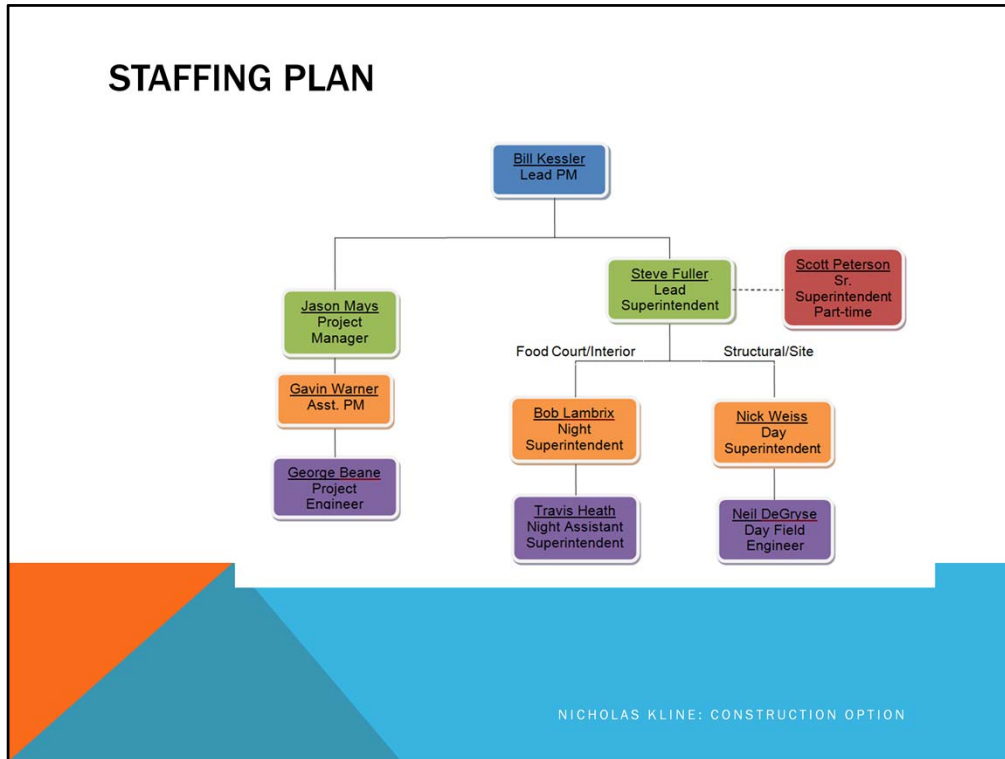 STAFFING PLAN
Bill Kessler
Lead PM
Steve Fuller
Lead
Superintendent
Scott Peterson
Sr.
Superintendent
Part-time
Jason Mays
Project
Manager
Food Court/Interior
Structural/Site
Gavin Warner
Asst. PM
Bob Lambrix
Night
Superintendent
Nick Weiss
Day
Superintendent
George Beane
Project
Engineer
Travis Heath
Night Assistant
Superintendent
Neil DeGryse
Day Field
Engineer
NICHOLAS KLINE: CONSTRUCTION OPTION